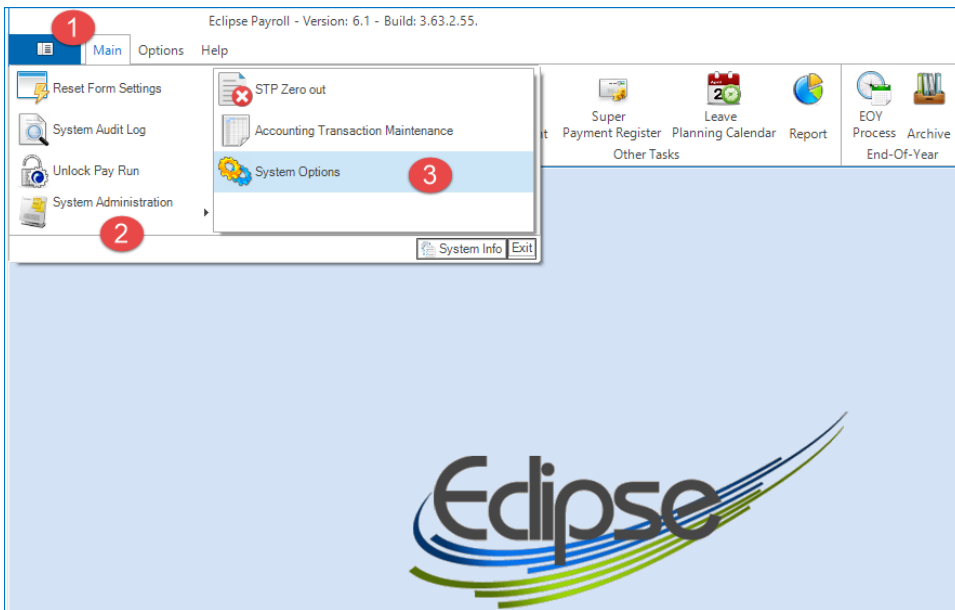 Eclipse Payroll - Version: 6.1 - Build: 3.63.2.55.
1
Main Options Help
Reset Form Settings
System Audit Log
Unlock Pay Run
System Administration
2
STP Zero out
Accounting Transaction Maintenance
System Options
3
System Info Exit
nt
Super
Payment Register
Leave
Planning Calendar
Report
Other Tasks
EOY
Process
Archive
End-Of-Year
Eclipse